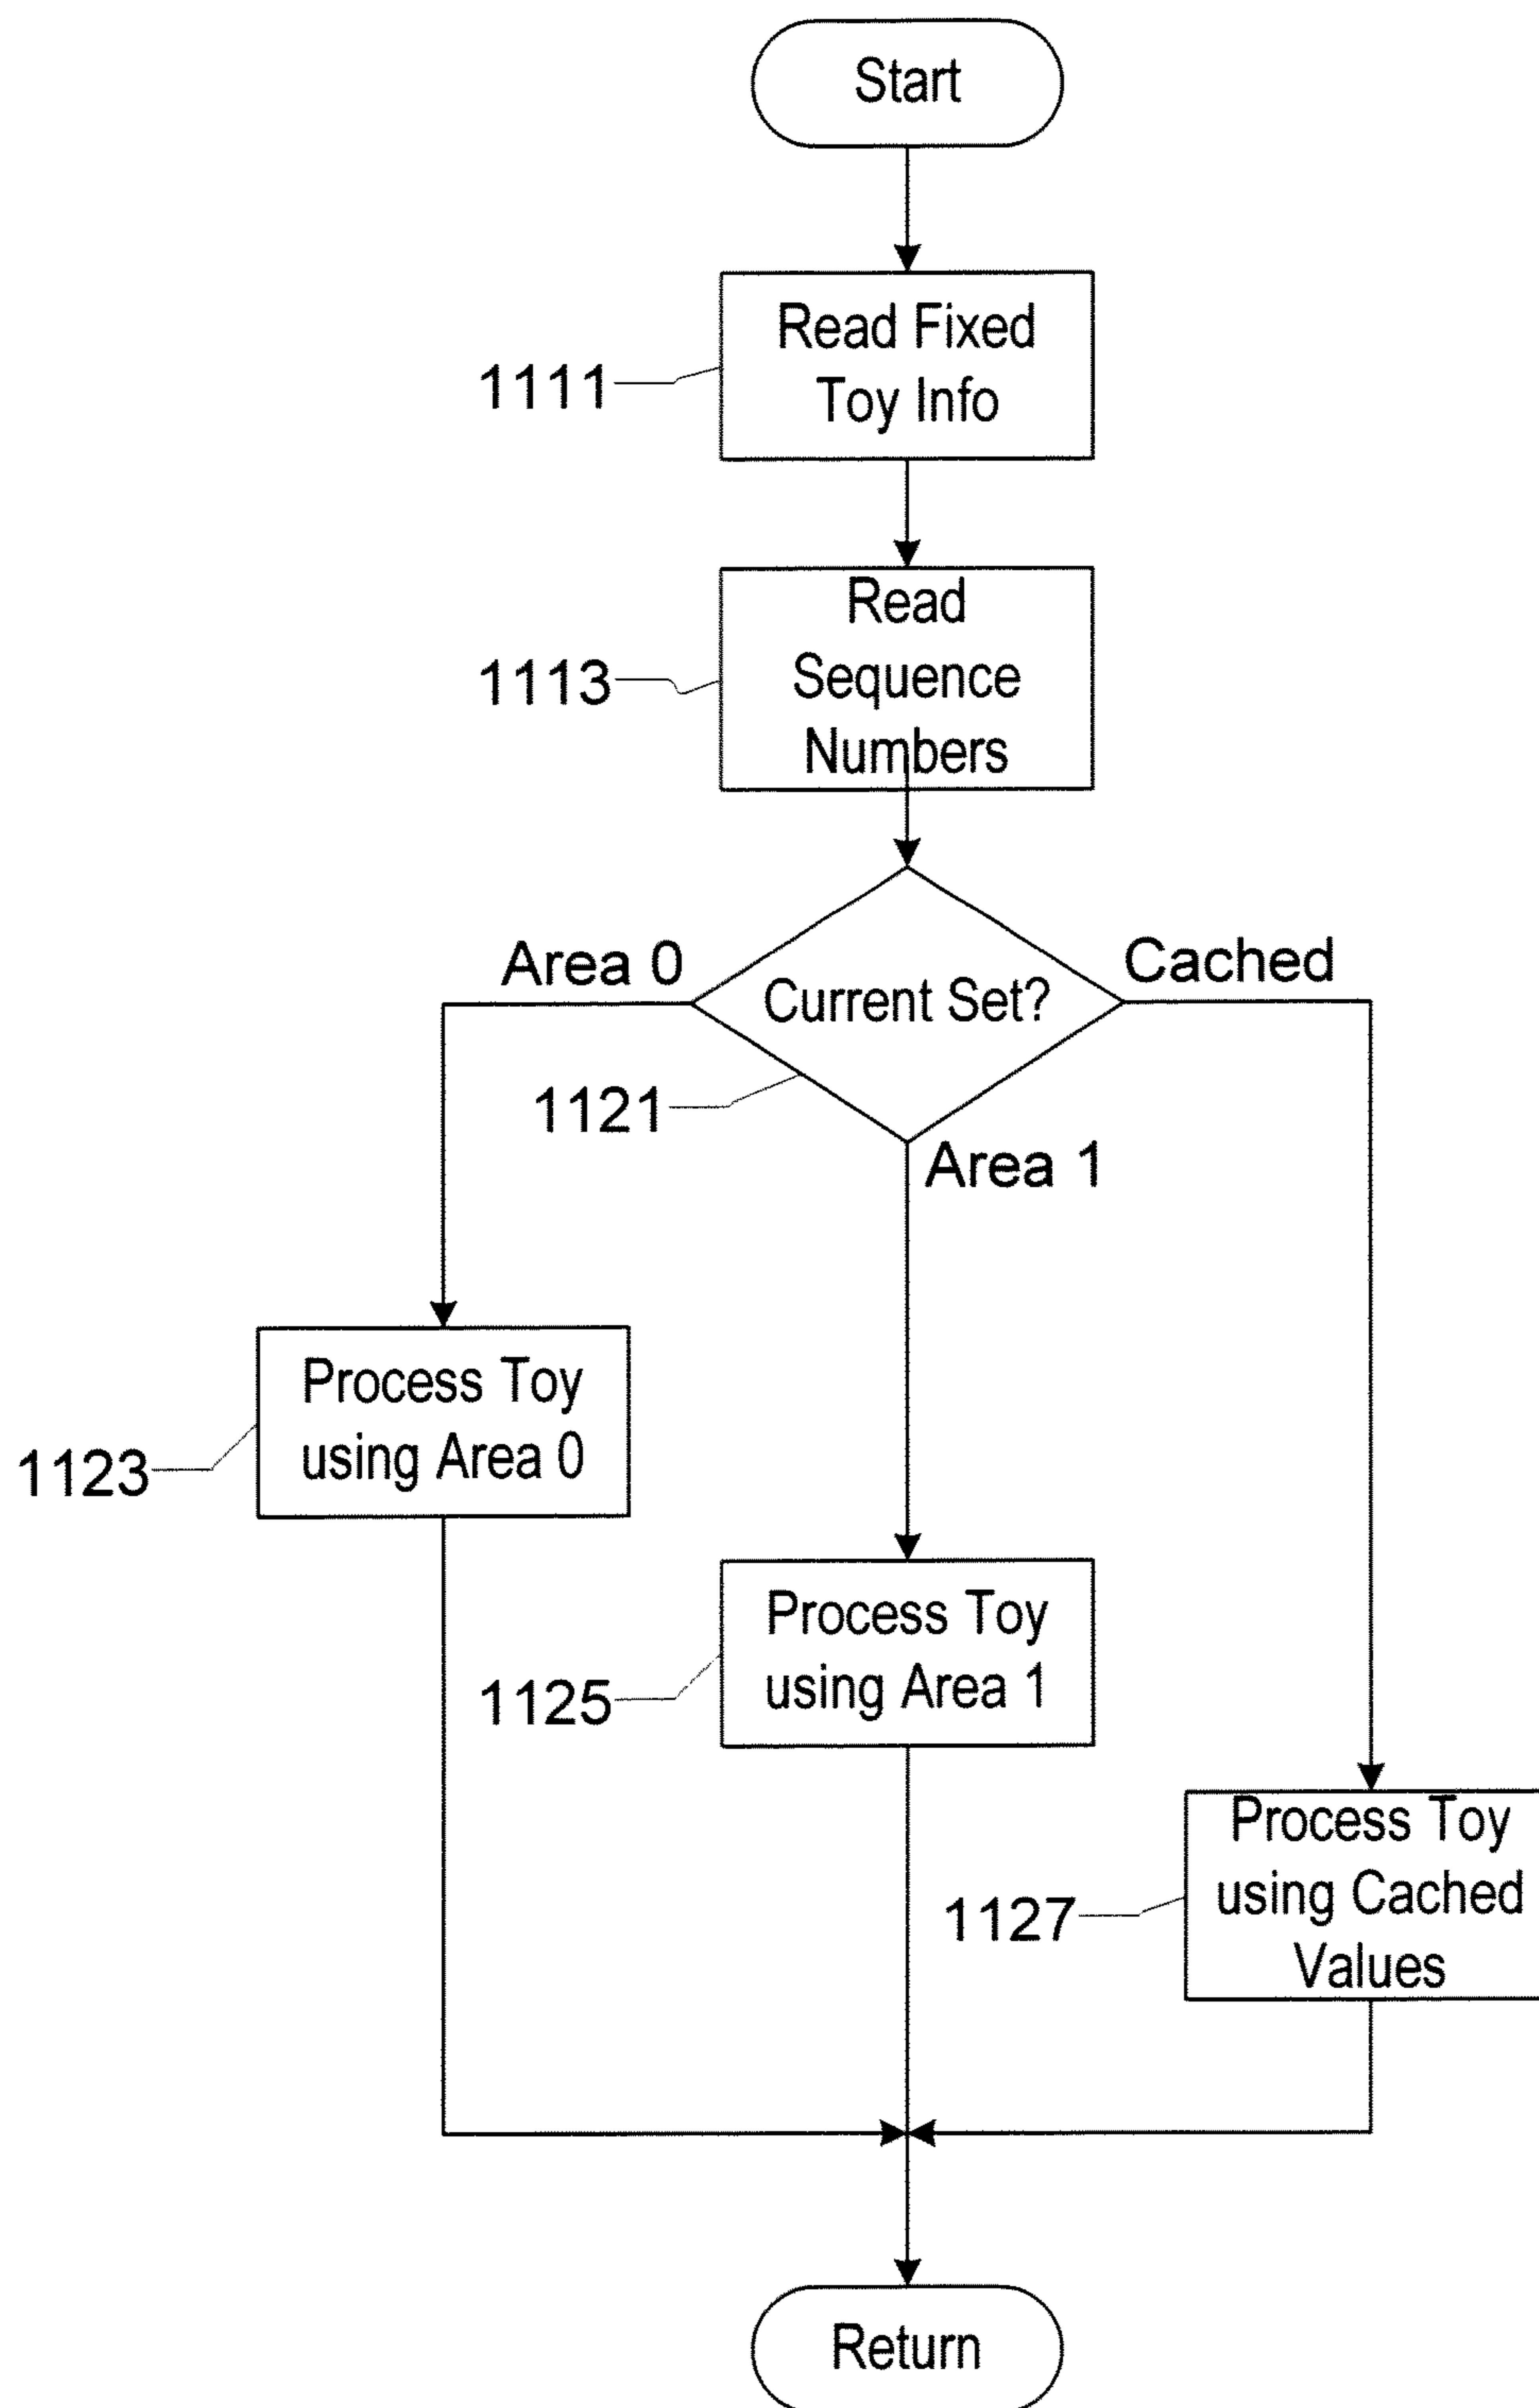 Start
Read Fixed
Toy Info
1111
Read
Sequence
Numbers
1113
Area 0
Current Set?
Cached
1121
Area 1
Process Toy
using Area 0
1123
Process Toy
using Area 1
1125
Process Toy
using Cached
Values
1127
Return